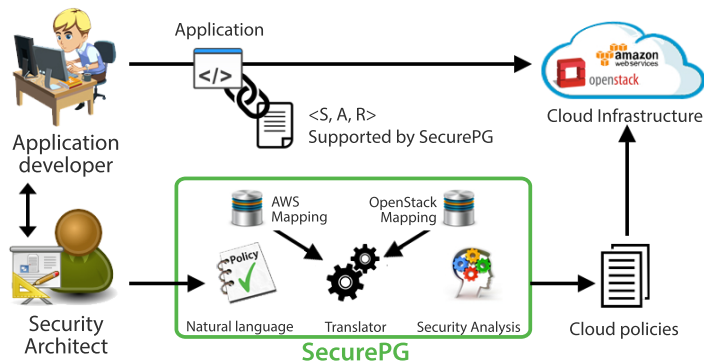 Application
</>
<S, A, R>
Supported by SecurePG
amazon
web services
openstack
Cloud Infrastructure
Application
developer
AWS
Mapping
OpenStack
Mapping
Policy
Natural language
Translator
Security Analysis
SecurePG
Security
Architect
Cloud policies